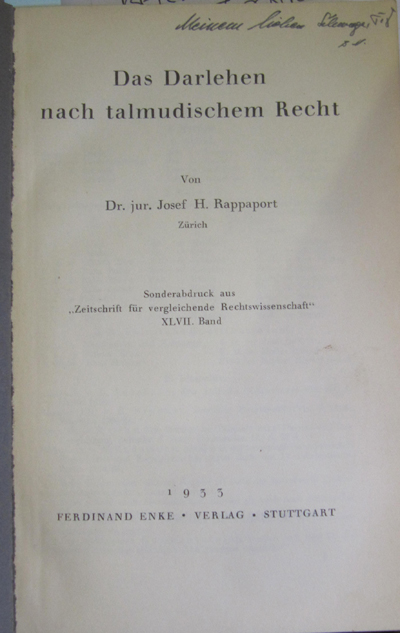 Meinem lieben
Das Darlehen
nach talmudischem Recht
Von
Dr. jur. Josef H. Rappaport
Zürich
Sonderabdruck aus
„Zeitschrift für vergleichende Rechtswissenschaft“
XLVII. Band
1933
FERDINAND ENKE • VERLAG • STUTTGART